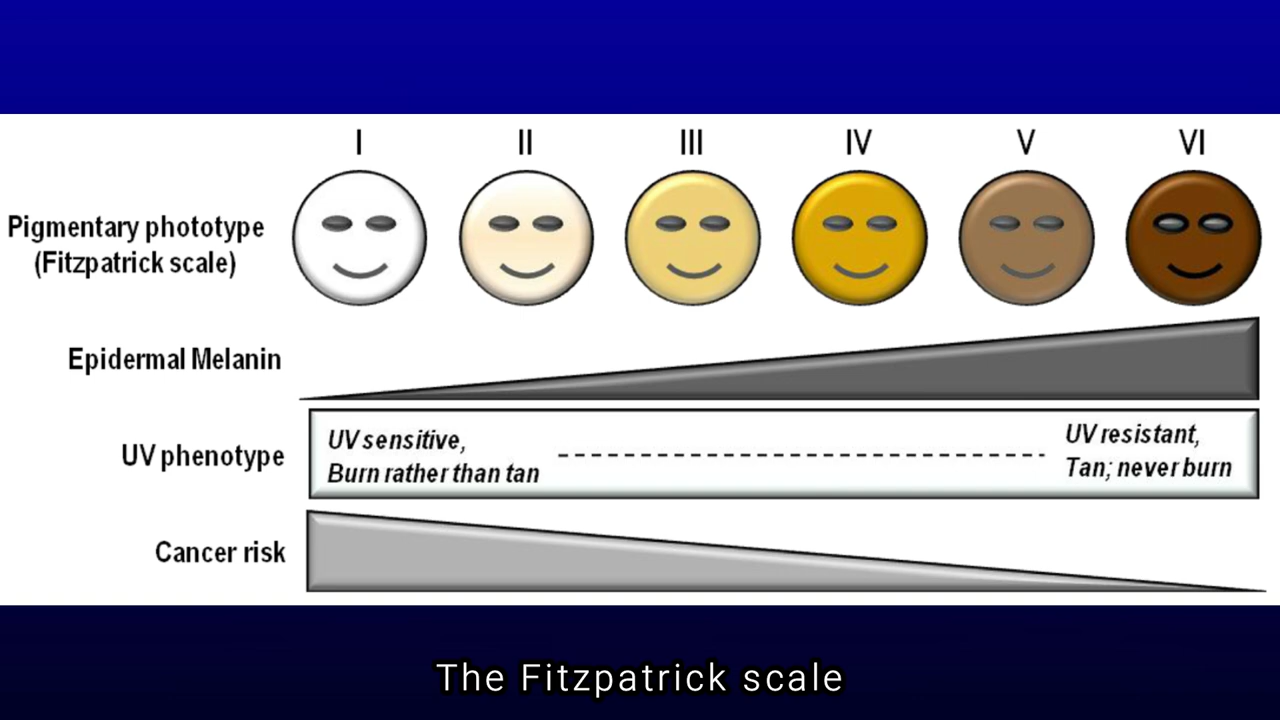 I II III IV V VI
Pigmentary phototype
(Fitzpatrick scale)
Epidermal Melanin
UV phenotype
UV sensitive,
Burn rather than tan
UV resistant,
Tan; never burn
Cancer risk
The Fitzpatrick scale